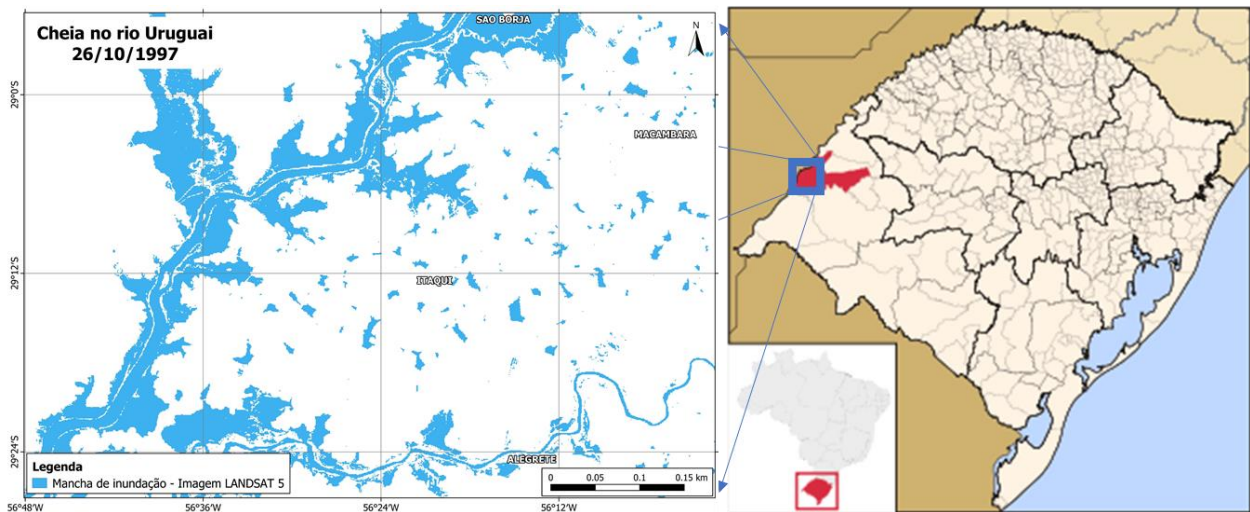 Cheia no rio Uruguai
26/10/1997
SAO BORJA
N
29°0'S
MACAMBARA
29°12'S
ITAQUI
29°24'S
ALEGRETE
Legenda
Mancha de inundação - Imagem LANDSAT 5
0 0.05 0.1 0.15 km
56°48'W 56°36'W 56°24'W 56°12'W